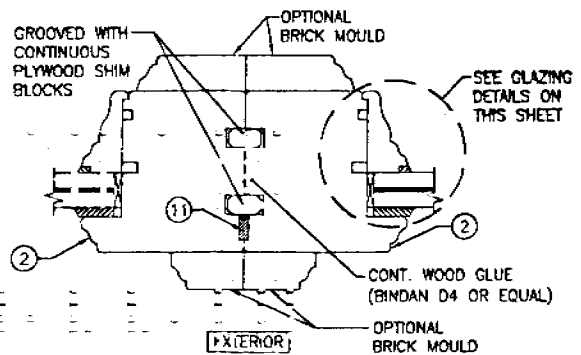 OPTIONAL
BRICK MOULD
GROOVED WITH
CONTINUOUS
PLYWOOD SHIM
BLOCKS
SEE GLAZING
DETAILS ON
THIS SHEET
11
2
2
CONT. WOOD GLUE
(BINDAN D4 OR EQUAL)
OPTIONAL
BRICK MOULD
EXTERIOR